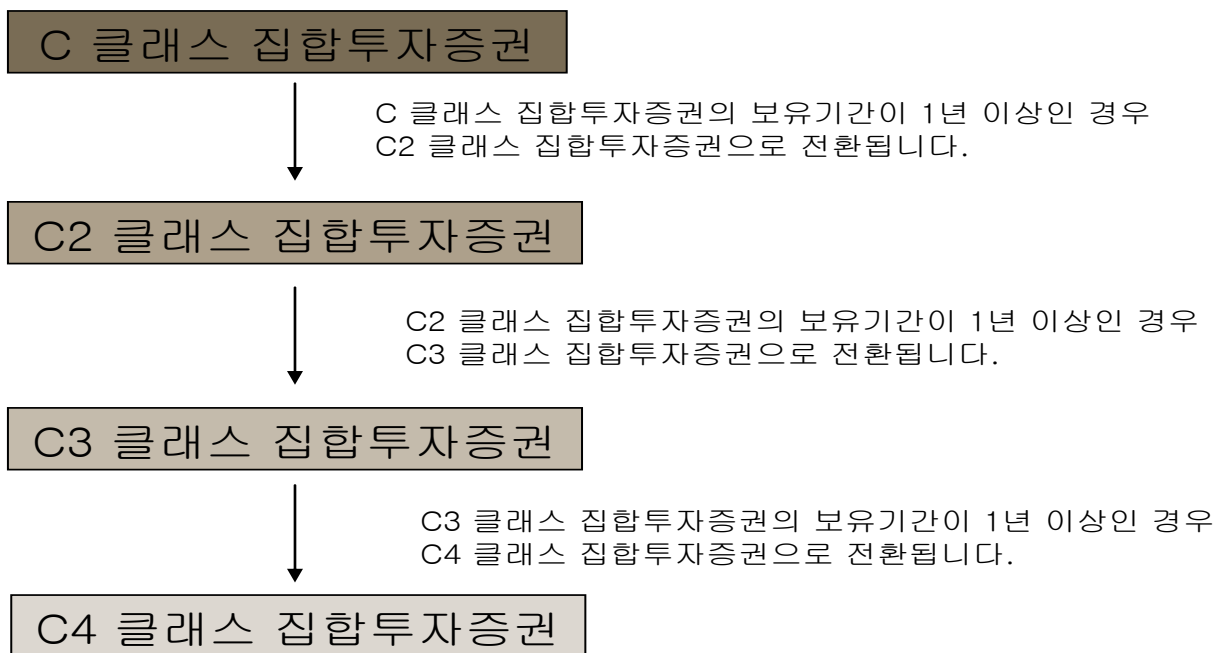 C 클래스 집합투자증권
C 클래스 집합투자증권의 보유기간이 1년 이상인 경우
C2 클래스 집합투자증권으로 전환됩니다.
C2 클래스 집합투자증권
C2 클래스 집합투자증권의 보유기간이 1년 이상인 경우
C3 클래스 집합투자증권으로 전환됩니다.
C3 클래스 집합투자증권
C3 클래스 집합투자증권의 보유기간이 1년 이상인 경우
C4 클래스 집합투자증권으로 전환됩니다.
C4 클래스 집합투자증권